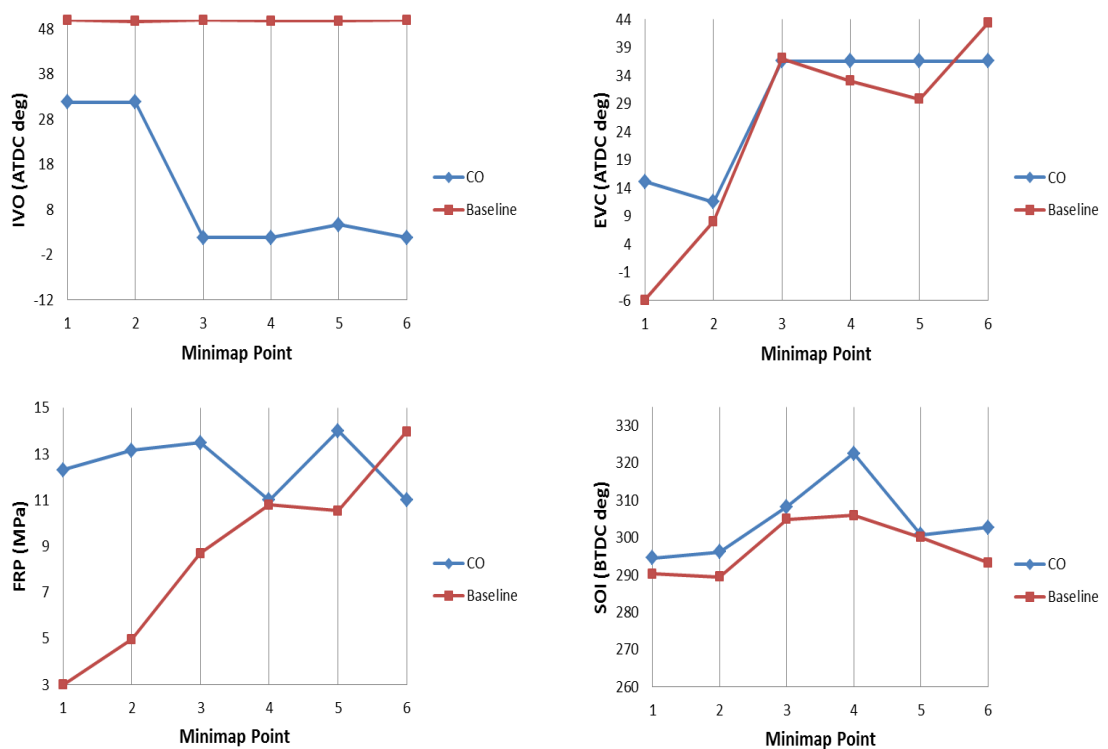 IVO (ATDC deg)
48
38
28
18
8
-2
-12
1 2 3 4 5 6
Minimap Point
CO
Baseline
EVC (ATDC deg)
44
39
34
29
24
19
14
9
4
-1
-6
1 2 3 4 5 6
Minimap Point
CO
Baseline
FRP (MPa)
15
13
11
9
7
5
3
1 2 3 4 5 6
Minimap Point
CO
Baseline
SOI (BTDC deg)
330
320
310
300
290
280
270
260
1 2 3 4 5 6
Minimap Point
CO
Baseline